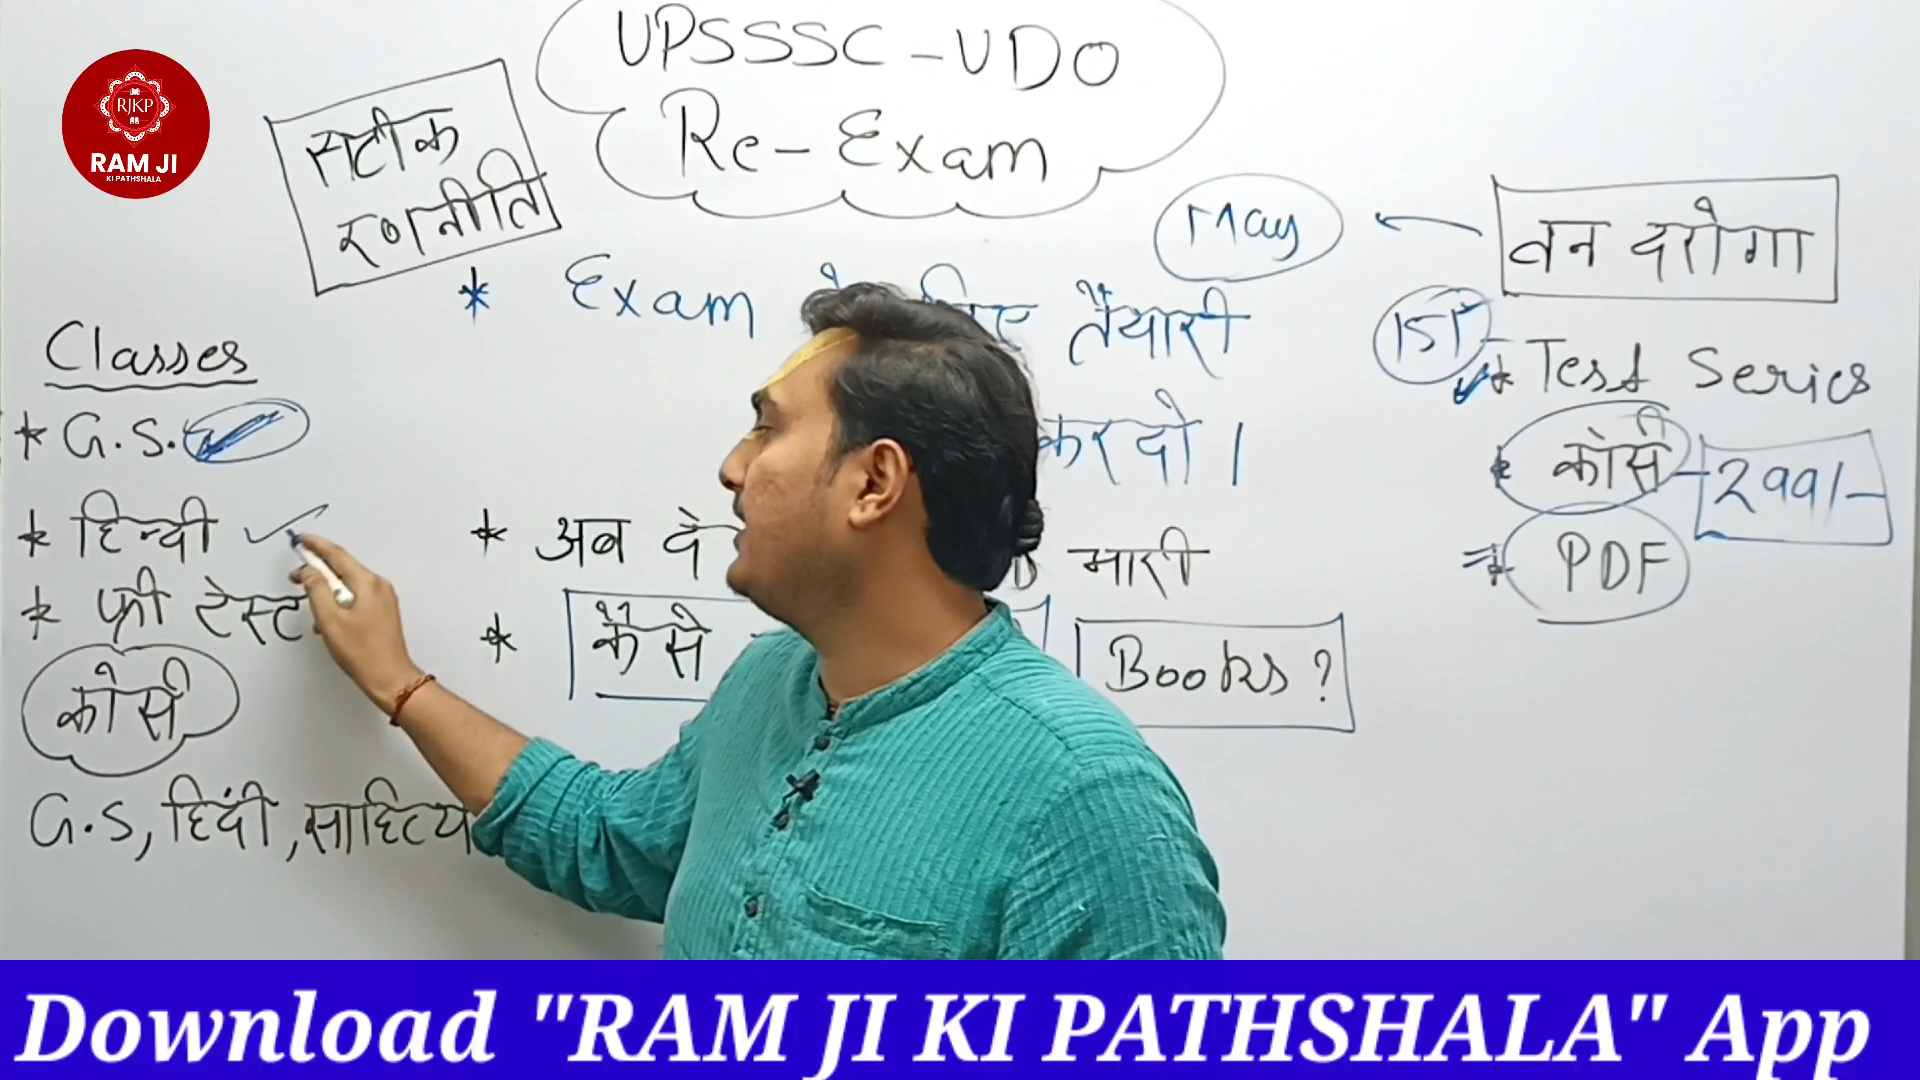 RJKP
RAM JI
KI PATHSHALA
UPSSSC-VDO
Re-Exam
सटीक
रणनीति
May
वन दरोगा
* Exam तैयारी
कर दो ।
151
* Test Series
* कोर्स - 299/-
* PDF
Classes
* G.S.
* हिन्दी
* फ्री टेस्ट
कोर्स
G.S, हिंदी, साहित्य
* अब मारी
* कैसे
Books ?
Download "RAM JI KI PATHSHALA" App